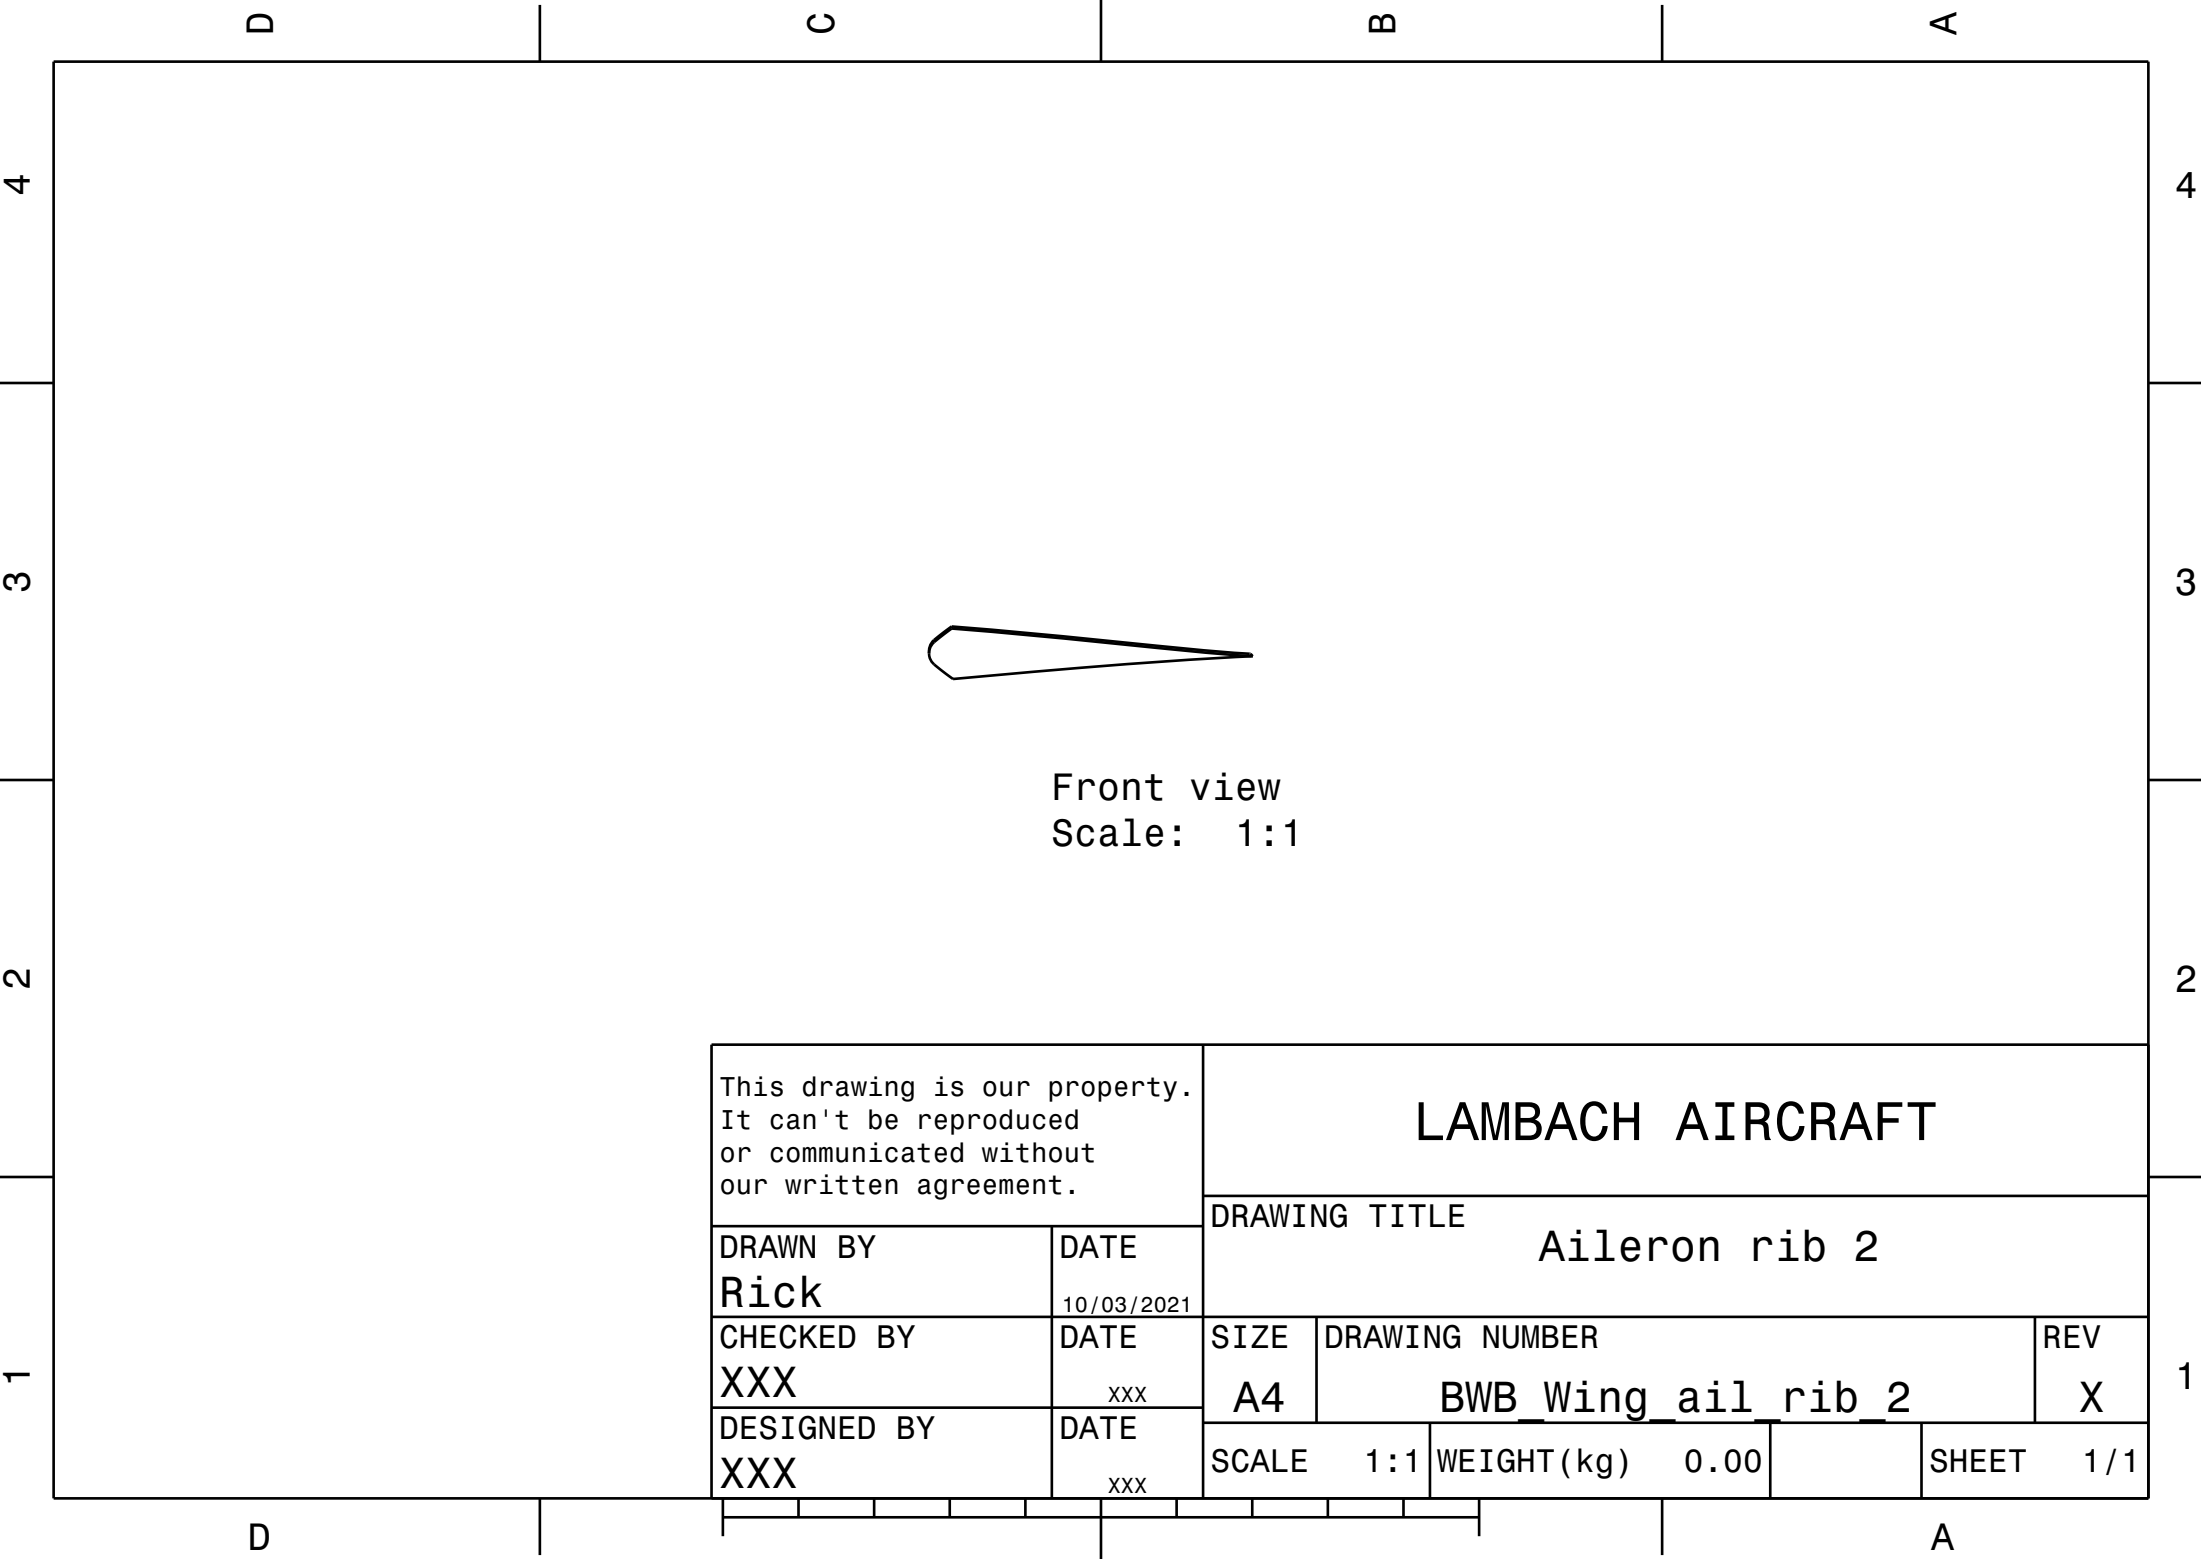 D C B A
4 4
3 3
Front view
Scale: 1:1
2 2
This drawing is our property.
It can't be reproduced
or communicated without
our written agreement.
LAMBACH AIRCRAFT
DRAWING TITLE
Aileron rib 2
DRAWN BY
Rick
DATE
10/03/2021
CHECKED BY
XXX
DATE
XXX
DESIGNED BY
XXX
DATE
XXX
SIZE
A4
DRAWING NUMBER
BWB_Wing_ail_rib_2
REV
X
SCALE 1:1
WEIGHT(kg) 0.00
SHEET 1/1
1 1
D A